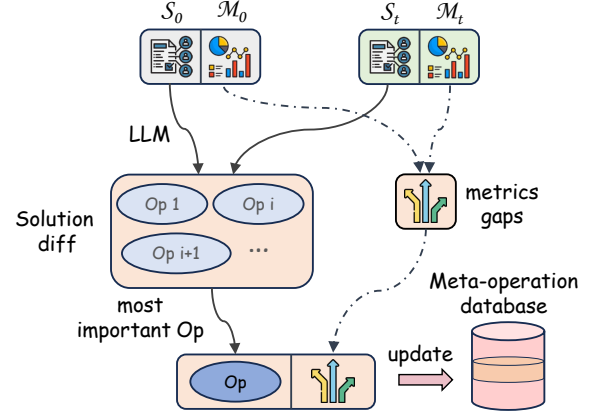 S₀ M₀ Sₜ Mₜ
LLM
Op 1 Op i
Op i+1 ...
Solution
diff
metrics
gaps
most
important Op
Meta-operation
database
Op
update